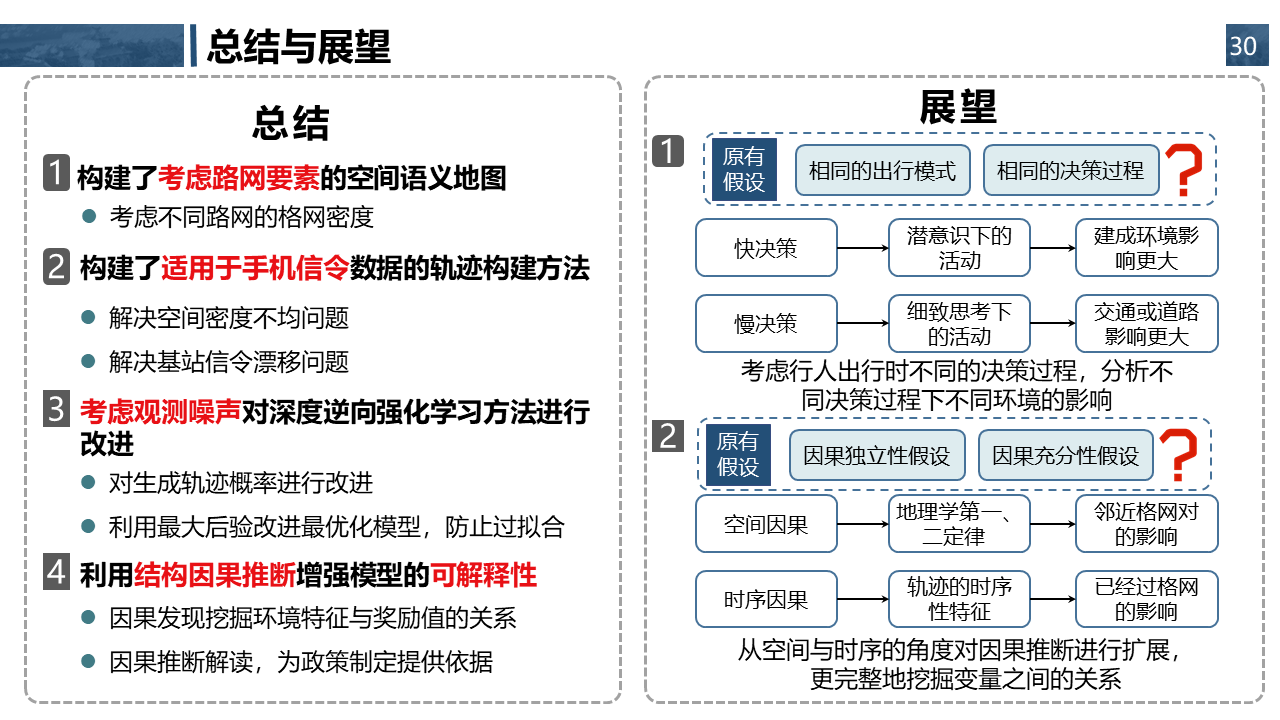 总结与展望
30
总结
1
构建了考虑路网要素的空间语义地图
考虑不同路网的格网密度
2
构建了适用于手机信令数据的轨迹构建方法
解决空间密度不均问题
解决基站信令漂移问题
3
考虑观测噪声对深度逆向强化学习方法进行
改进
对生成轨迹概率进行改进
利用最大后验改进最优化模型，防止过拟合
4
利用结构因果推断增强模型的可解释性
因果发现挖掘环境特征与奖励值的关系
因果推断解读，为政策制定提供依据
展望
1
原有
假设
相同的出行模式
相同的决策过程
?
快决策
潜意识下的
活动
建成环境影
响更大
慢决策
细致思考下
的活动
交通或道路
影响更大
考虑行人出行时不同的决策过程，分析不
同决策过程下不同环境的影响
2
原有
假设
因果独立性假设
因果充分性假设
?
空间因果
地理学第一、
二定律
邻近格网对
的影响
时序因果
轨迹的时序
性特征
已经过格网
的影响
从空间与时序的角度对因果推断进行扩展，
更完整地挖掘变量之间的关系